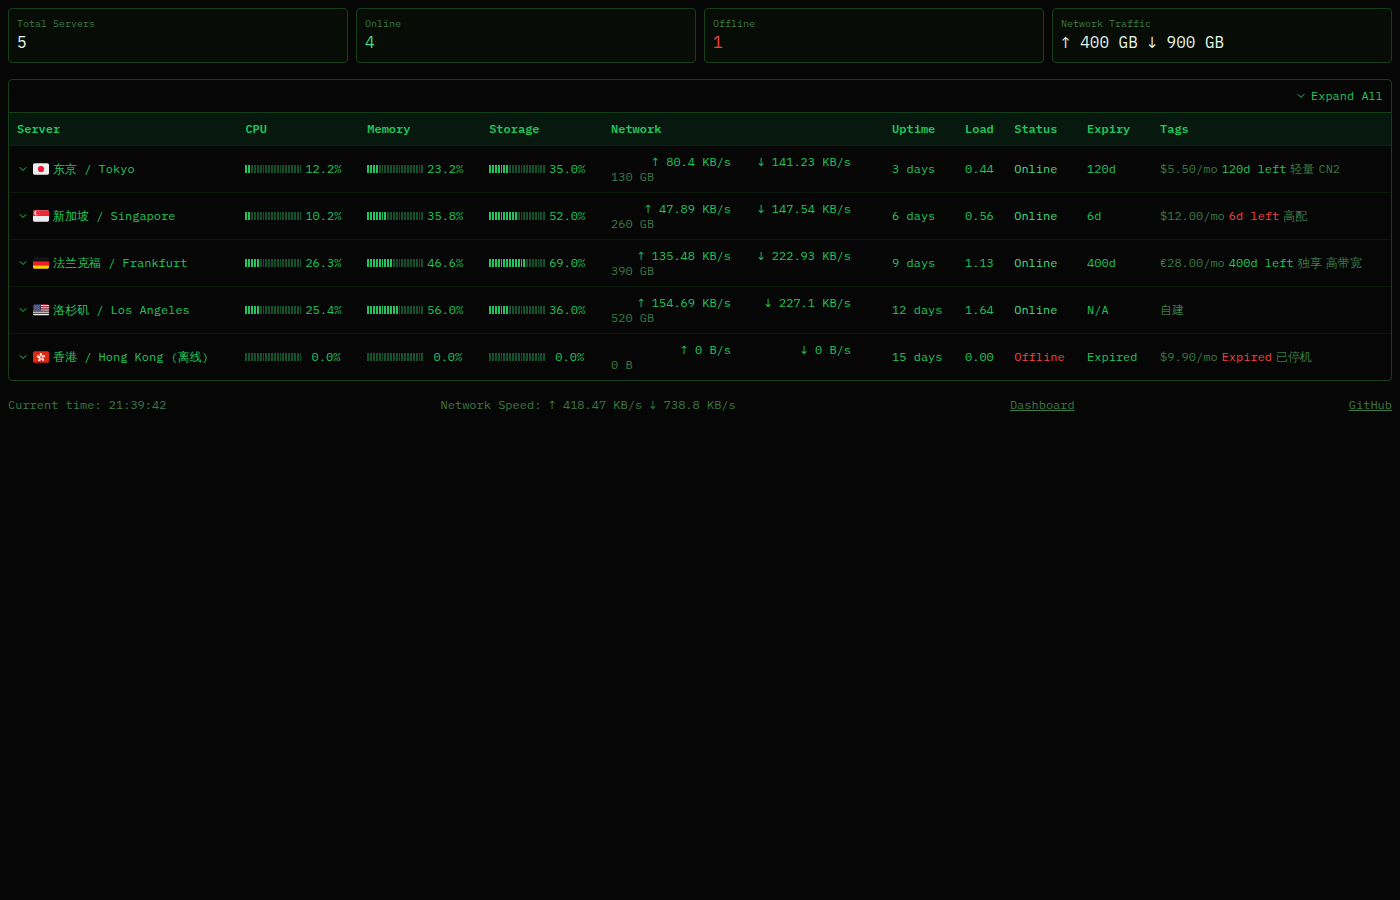 Total Servers
5
Online
4
Offline
1
Network Traffic
↑ 400 GB ↓ 900 GB
Expand All
Server CPU Memory Storage Network Uptime Load Status Expiry Tags
东京 / Tokyo 12.2% 23.2% 35.0% ↑ 80.4 KB/s ↓ 141.23 KB/s 3 days 0.44 Online 120d $5.50/mo 120d left 轻量 CN2
130 GB
新加坡 / Singapore 10.2% 35.8% 52.0% ↑ 47.89 KB/s ↓ 147.54 KB/s 6 days 0.56 Online 6d $12.00/mo 6d left 高配
260 GB
法兰克福 / Frankfurt 26.3% 46.6% 69.0% ↑ 135.48 KB/s ↓ 222.93 KB/s 9 days 1.13 Online 400d €28.00/mo 400d left 独享 高带宽
390 GB
洛杉矶 / Los Angeles 25.4% 56.0% 36.0% ↑ 154.69 KB/s ↓ 227.1 KB/s 12 days 1.64 Online N/A 自建
520 GB
香港 / Hong Kong (离线) 0.0% 0.0% 0.0% ↑ 0 B/s ↓ 0 B/s 15 days 0.00 Offline Expired $9.90/mo Expired 已停机
0 B
Current time: 21:39:42 Network Speed: ↑ 418.47 KB/s ↓ 738.8 KB/s Dashboard GitHub